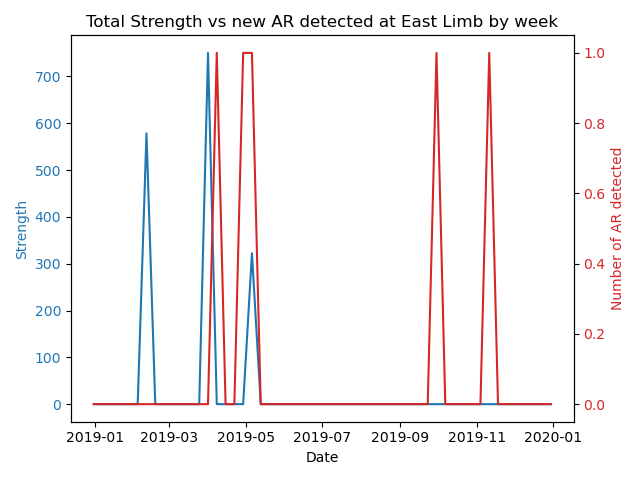 Total Strength vs new AR detected at East Limb by week
700
600
500
400
300
200
100
0
Strength
1.0
0.8
0.6
0.4
0.2
0.0
Number of AR detected
2019-01 2019-03 2019-05 2019-07 2019-09 2019-11 2020-01
Date